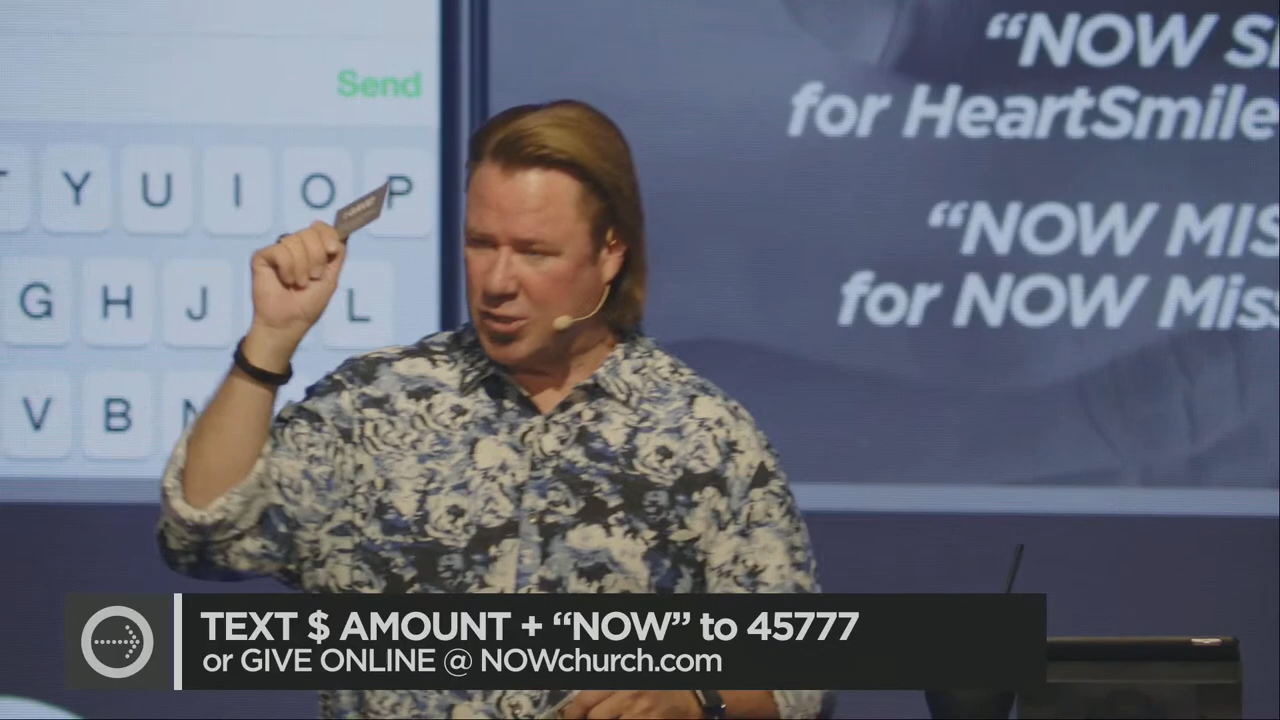 Send
Y U I O P
G H J L
V B N
“NOW
for HeartSmile
“NOW MIS
for NOW Mis
TEXT $ AMOUNT + “NOW” to 45777
or GIVE ONLINE @ NOWchurch.com